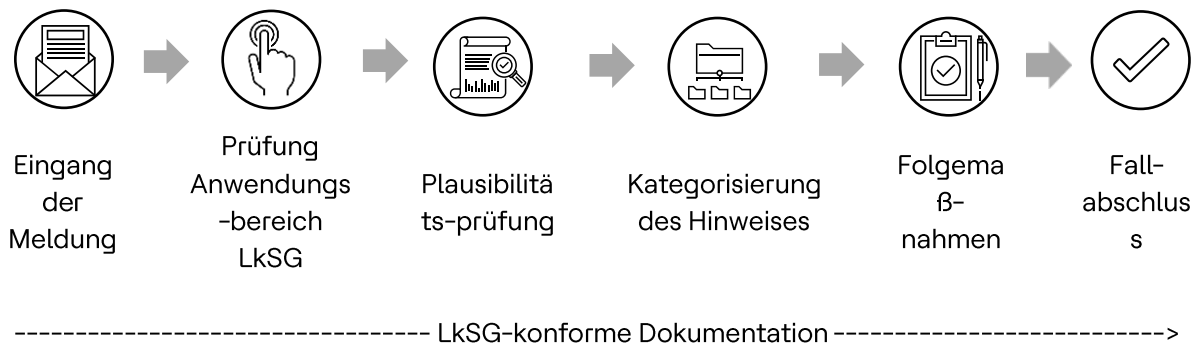 Eingang
der
Meldung
Prüfung
Anwendungs
-bereich
LkSG
Plausibilitä
ts-prüfung
Kategorisierung
des Hinweises
Folgema
ß-
nahmen
Fall-
abschlus
s
---------------------------------- LkSG-konforme Dokumentation --------------------------->